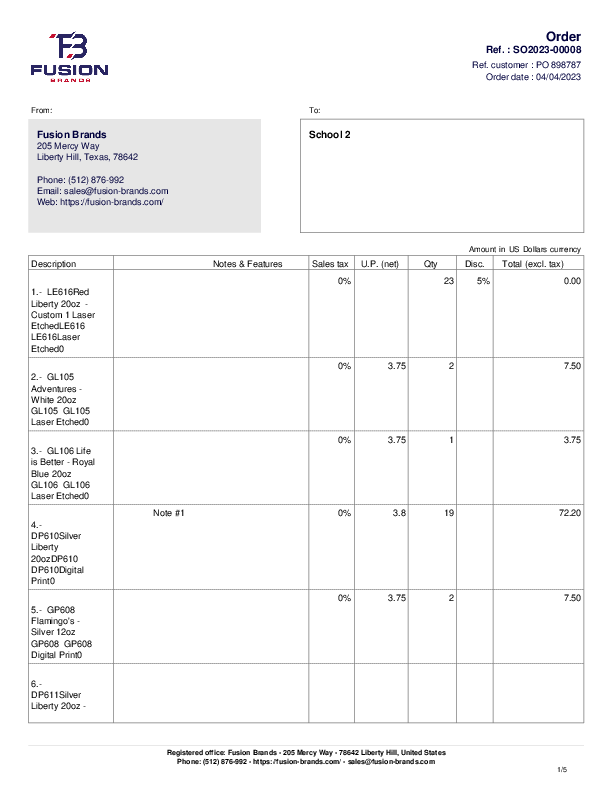 FB
FUSION
BRANDS
Order
Ref. : SO2023-00008
Ref. customer : PO 898787
Order date : 04/04/2023
From:
To:
Fusion Brands
205 Mercy Way
Liberty Hill, Texas, 78642
Phone: (512) 876-992
Email: sales@fusion-brands.com
Web: https://fusion-brands.com/
School 2
Amount in US Dollars currency
Description Notes & Features Sales tax U.P. (net) Qty Disc. Total (excl. tax)
0% 23 5% 0.00
1.- LE616Red
Liberty 20oz -
Custom 1 Laser
EtchedLE616
LE616Laser
Etched0
0% 3.75 2 7.50
2.- GL105
Adventures -
White 20oz
GL105 GL105
Laser Etched0
0% 3.75 1 3.75
3.- GL106 Life
is Better - Royal
Blue 20oz
GL106 GL106
Laser Etched0
Note #1 0% 3.8 19 72.20
4.-
DP610Silver
Liberty
20ozDP610
DP610Digital
Print0
0% 3.75 2 7.50
5.- GP608
Flamingo's -
Silver 12oz
GP608 GP608
Digital Print0
6.-
DP611Silver
Liberty 20oz -
Registered office: Fusion Brands - 205 Mercy Way - 78642 Liberty Hill, United States
Phone: (512) 876-992 - https://fusion-brands.com/ - sales@fusion-brands.com
1/5